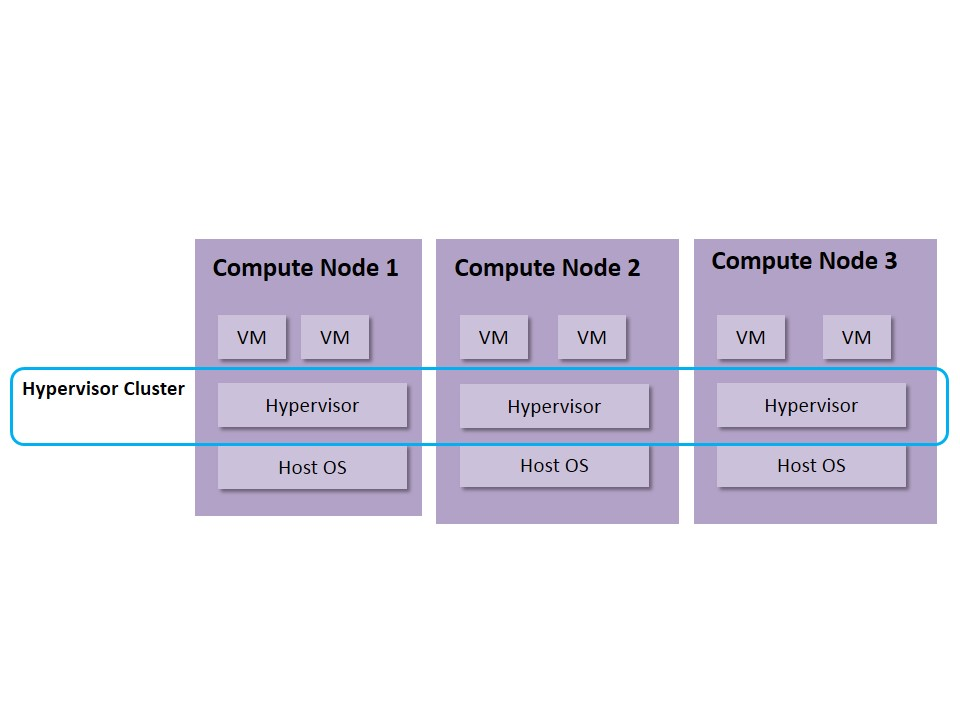 Compute Node 1
VM
VM
Hypervisor
Host OS
Compute Node 2
VM
VM
Hypervisor
Host OS
Compute Node 3
VM
VM
Hypervisor
Host OS
Hypervisor Cluster